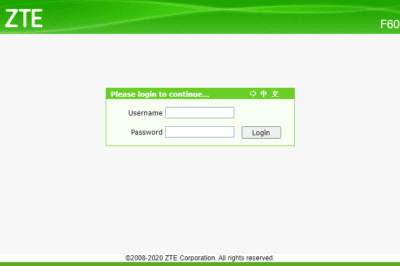 ZTE
F60
Please login to continue...
中 文
Username
Password
Login
©2008-2020 ZTE Corporation. All rights reserved.